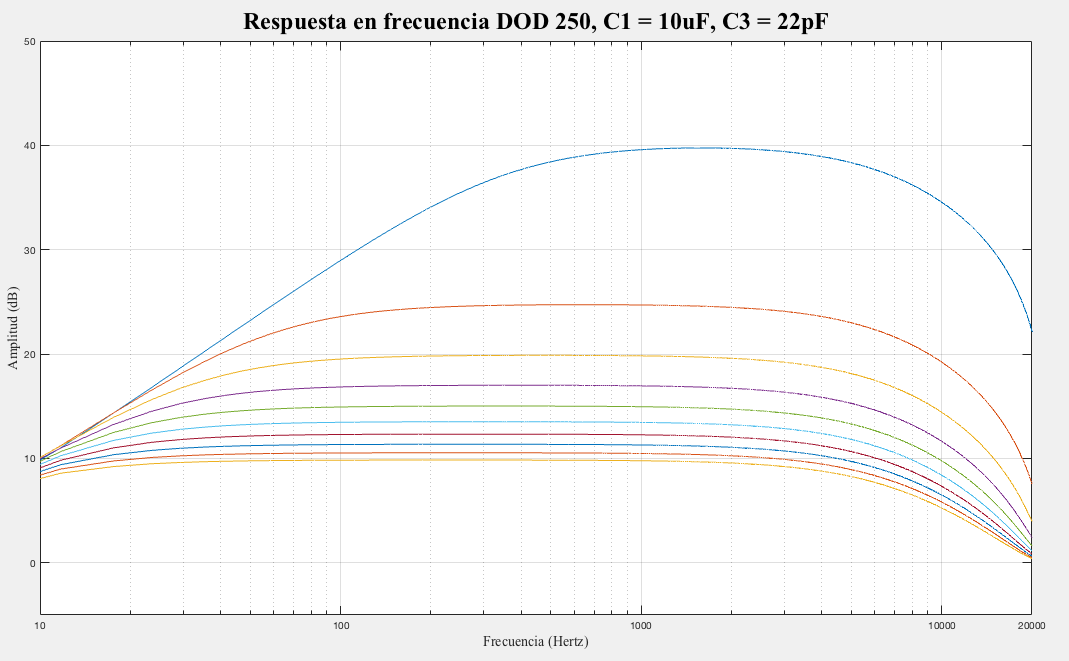 Respuesta en frecuencia DOD 250, C1 = 10uF, C3 = 22pF
50
40
30
20
10
0
Amplitud (dB)
10 100 1000 10000 20000
Frecuencia (Hertz)